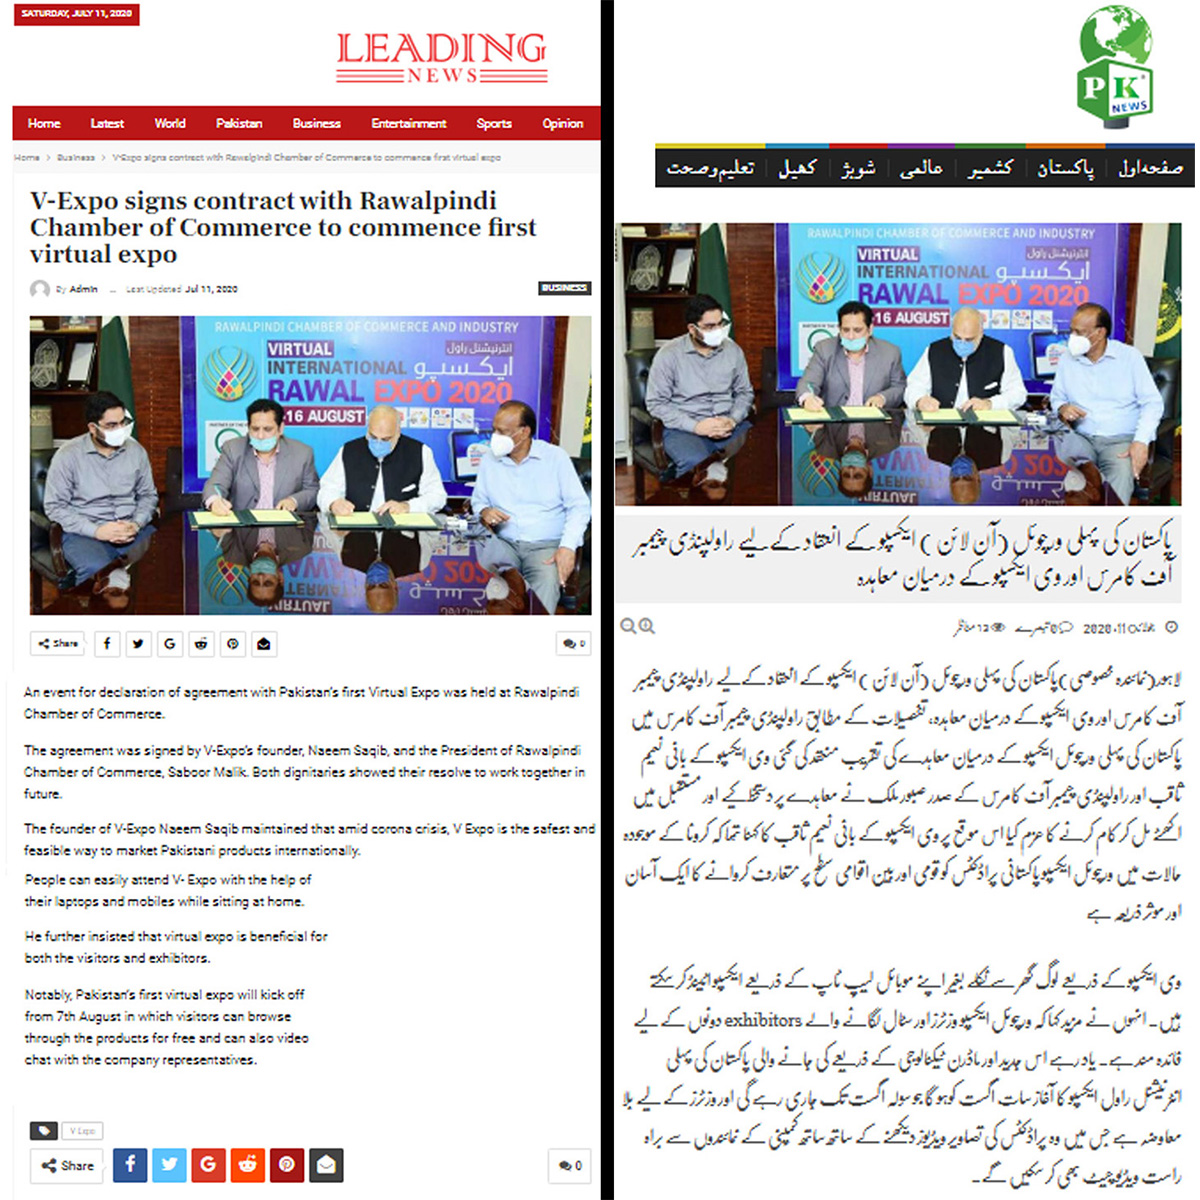 SATURDAY, JULY 11, 2020
LEADING
NEWS
Home Latest World Pakistan Business Entertainment Sports Opinion
Home > Business > V-Expo signs contract with Rawalpindi Chamber of Commerce to commence first virtual expo
V-Expo signs contract with Rawalpindi
Chamber of Commerce to commence first
virtual expo
By Admin — Last Updated Jul 11, 2020
BUSINESS
RAWALPINDI CHAMBER OF COMMERCE AND INDUSTRY
VIRTUAL
انٹرنیشنل راول
INTERNATIONAL
ایکسپو
RAWAL EXPO 2020
16 AUGUST
Share
0
An event for declaration of agreement with Pakistan's first Virtual Expo was held at Rawalpindi
Chamber of Commerce.
The agreement was signed by V-Expo's founder, Naeem Saqib, and the President of Rawalpindi
Chamber of Commerce, Saboor Malik. Both dignitaries showed their resolve to work together in
future.
The founder of V-Expo Naeem Saqib maintained that amid corona crisis, V Expo is the safest and
feasible way to market Pakistani products internationally.
People can easily attend V- Expo with the help of
their laptops and mobiles while sitting at home.
He further insisted that virtual expo is beneficial for
both the visitors and exhibitors.
Notably, Pakistan's first virtual expo will kick off
from 7th August in which visitors can browse
through the products for free and can also video
chat with the company representatives.
V Expo
Share
0
PK
NEWS
صفحہ اول پاکستان کشمیر عالمی شوبز کھیل تعلیم وصحت
RAWALPINDI CHAMBER OF COMMERCE AND INDUSTRY
VIRTUAL
انٹرنیشنل راول
INTERNATIONAL
ایکسپو
RAWAL EXPO 2020
16 AUGUST
پاکستان کی پہلی ورچوئل (آن لائن ) ایکسپو کے انعقاد کے لیے راولپنڈی چیمبر
آف کامرس اور وی ایکسپو کے درمیان معاہدہ
جولائی 11, 2020 0 تبصرے 13 مناظر
لاہور(نمائندہ خصوصی)پاکستان کی پہلی ورچوئل (آن لائن ) ایکسپو کے انعقاد کے لیے راولپنڈی چیمبر
آف کامرس اور وی ایکسپو کے درمیان معاہدہ، تفصیلات کے مطابق راولپنڈی چیمبر آف کامرس میں
پاکستان کی پہلی ورچوئل ایکسپو کے درمیان معاہدے کی تقریب منعقد کی گئی وی ایکسپو کے بانی نعیم
ثاقب اور راولپنڈی چیمبر آف کامرس کے صدر صبور ملک نے معاہدے پر دستخط کیے اور مستقبل میں
اکھٹے مل کر کام کرنے کا عزم کیا اس موقع پر وی ایکسپو کے بانی نعیم ثاقب کا کہنا تھا کہ کرونا کے موجودہ
حالات میں ورچوئل ایکسپو پاکستانی پراڈکٹس کو قومی اور بین اقوامی سطح پر متعارف کروانے کا ایک آسان
اور موثر ذریعہ ہے
وی ایکسپو کے ذریعے لوگ گھر سے نکلے بغیر اپنے موبائل لیپ ٹاپ کے ذریعے ایکسپو اٹینڈ کر سکتے
ہیں۔ انہوں نے مزید کہا کہ ورچوئل ایکسپو وزٹرز اور سٹال لگانے والے exhibitors دونوں کے لیے
فائدہ مند ہے۔ یاد رہے اس جدید اور ماڈرن ٹیکنالوجی کے ذریعے کی جانے والی پاکستان کی پہلی
انٹرنیشنل راول ایکسپو کا آغاز سات اگست کو ہو گا جو سولہ اگست تک جاری رہے گی اور وزٹرز کے لیے بلا
معاوضہ ہے جس میں وہ پراڈکٹس کی تصاویر ویڈیوز دیکھنے کے ساتھ ساتھ کمپنی کے نمائندوں سے براہ
راست ویڈیو چیٹ بھی کر سکیں گے۔